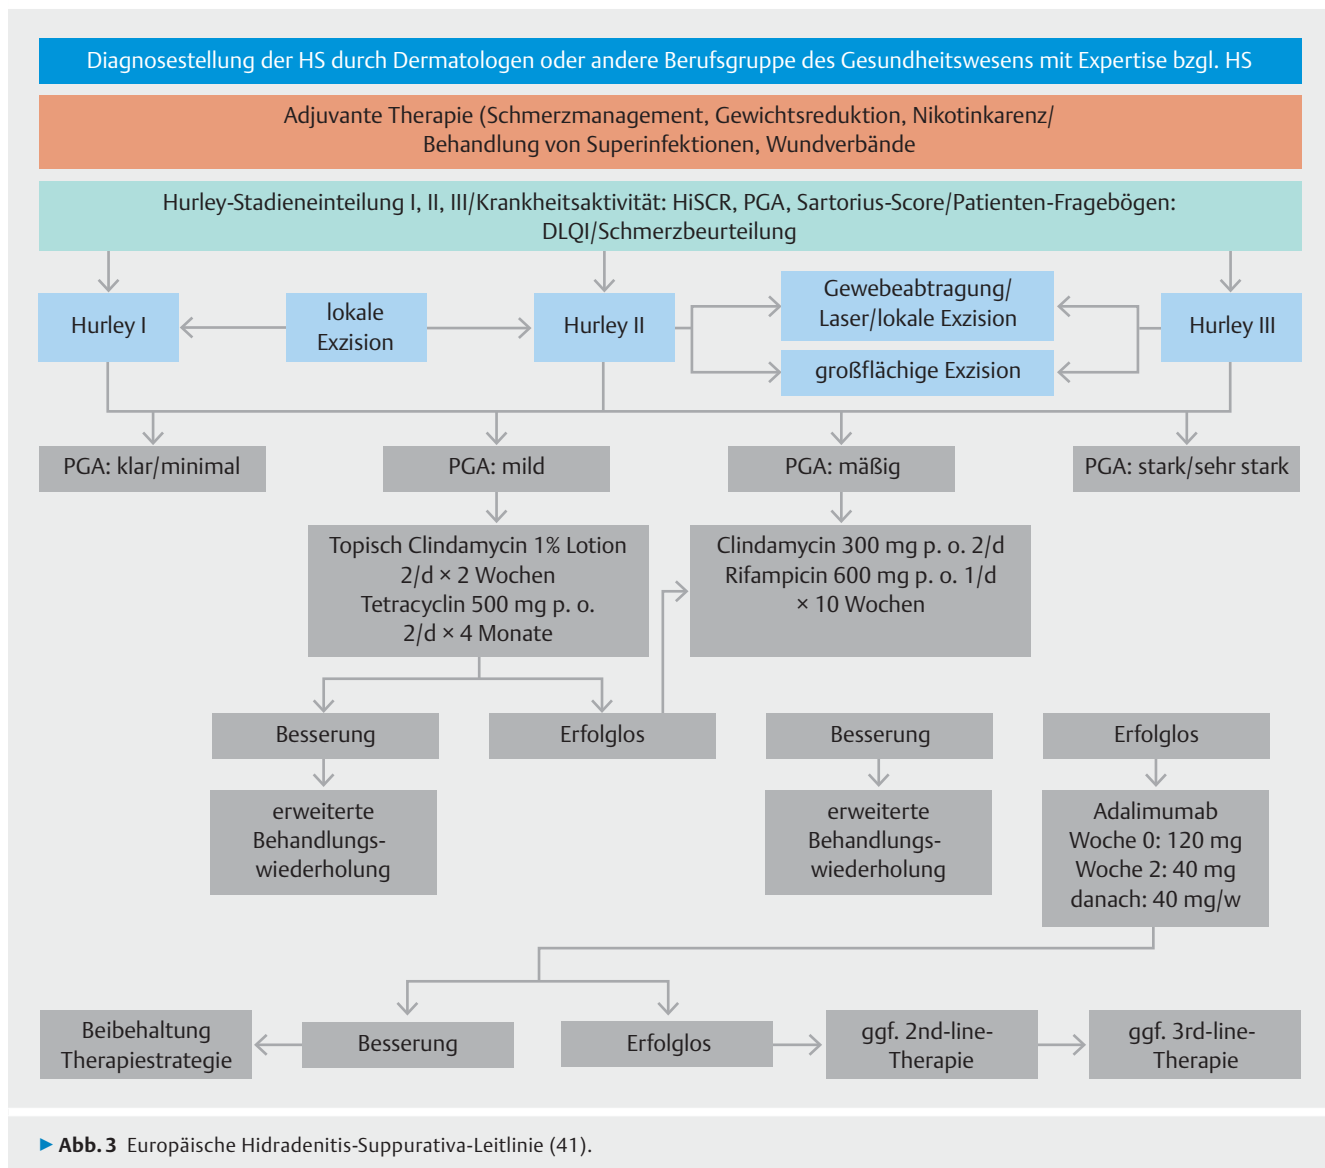 Diagnosestellung der HS durch Dermatologen oder andere Berufsgruppe des Gesundheitswesens mit Expertise bzgl. HS
Adjuvante Therapie (Schmerzmanagement, Gewichtsreduktion, Nikotinkarenz/
Behandlung von Superinfektionen, Wundverbände
Hurley-Stadieneinteilung I, II, III/Krankheitsaktivität: HiSCR, PGA, Sartorius-Score/Patienten-Fragebögen:
DLQI/Schmerzbeurteilung
Hurley I
lokale
Exzision
Hurley II
Gewebeabtragung/
Laser/lokale Exzision
großflächige Exzision
Hurley III
PGA: klar/minimal
PGA: mild
PGA: mäßig
PGA: stark/sehr stark
Topisch Clindamycin 1% Lotion
2/d × 2 Wochen
Tetracyclin 500 mg p. o.
2/d × 4 Monate
Clindamycin 300 mg p. o. 2/d
Rifampicin 600 mg p. o. 1/d
× 10 Wochen
Besserung
Erfolglos
Besserung
Erfolglos
erweiterte
Behandlungs-
wiederholung
erweiterte
Behandlungs-
wiederholung
Adalimumab
Woche 0: 120 mg
Woche 2: 40 mg
danach: 40 mg/w
Beibehaltung
Therapiestrategie
Besserung
Erfolglos
ggf. 2nd-line-
Therapie
ggf. 3rd-line-
Therapie
▶ Abb. 3 Europäische Hidradenitis-Suppurativa-Leitlinie (41).